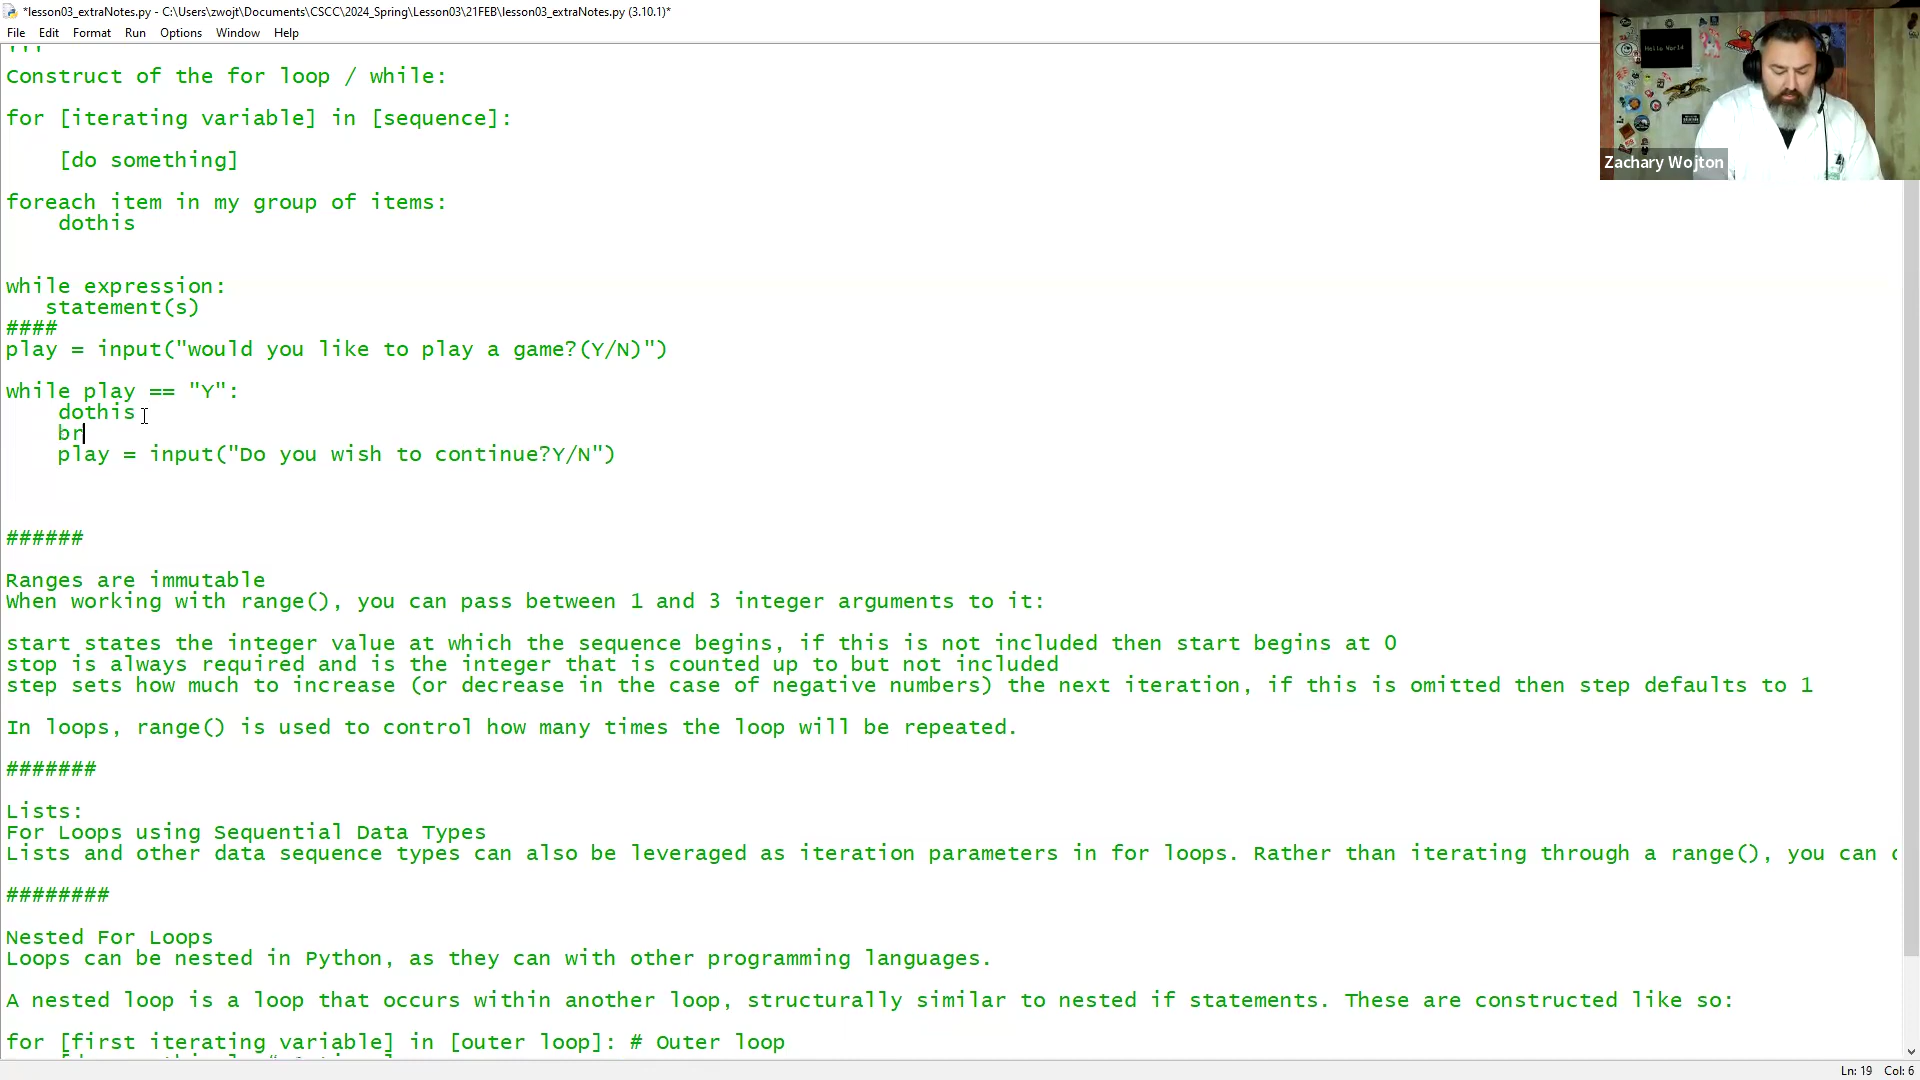 *lesson03_extraNotes.py - C:\Users\zwojt\Documents\CSCC\2024_Spring\Lesson03\21FEB\lesson03_extraNotes.py (3.10.1)*
File Edit Format Run Options Window Help
'''
Construct of the for loop / while:
for [iterating variable] in [sequence]:
    [do something]
foreach item in my group of items:
    dothis
while expression:
   statement(s)
####
play = input("would you like to play a game?(Y/N)")
while play == "Y":
    dothis
    br
    play = input("Do you wish to continue?Y/N")
######
Ranges are immutable
When working with range(), you can pass between 1 and 3 integer arguments to it:
start states the integer value at which the sequence begins, if this is not included then start begins at 0
stop is always required and is the integer that is counted up to but not included
step sets how much to increase (or decrease in the case of negative numbers) the next iteration, if this is omitted then step defaults to 1
In loops, range() is used to control how many times the loop will be repeated.
#######
Lists:
For Loops using Sequential Data Types
Lists and other data sequence types can also be leveraged as iteration parameters in for loops. Rather than iterating through a range(), you can
########
Nested For Loops
Loops can be nested in Python, as they can with other programming languages.
A nested loop is a loop that occurs within another loop, structurally similar to nested if statements. These are constructed like so:
for [first iterating variable] in [outer loop]: # Outer loop
Ln: 19 Col: 6
Hello World
Zachary Wojton